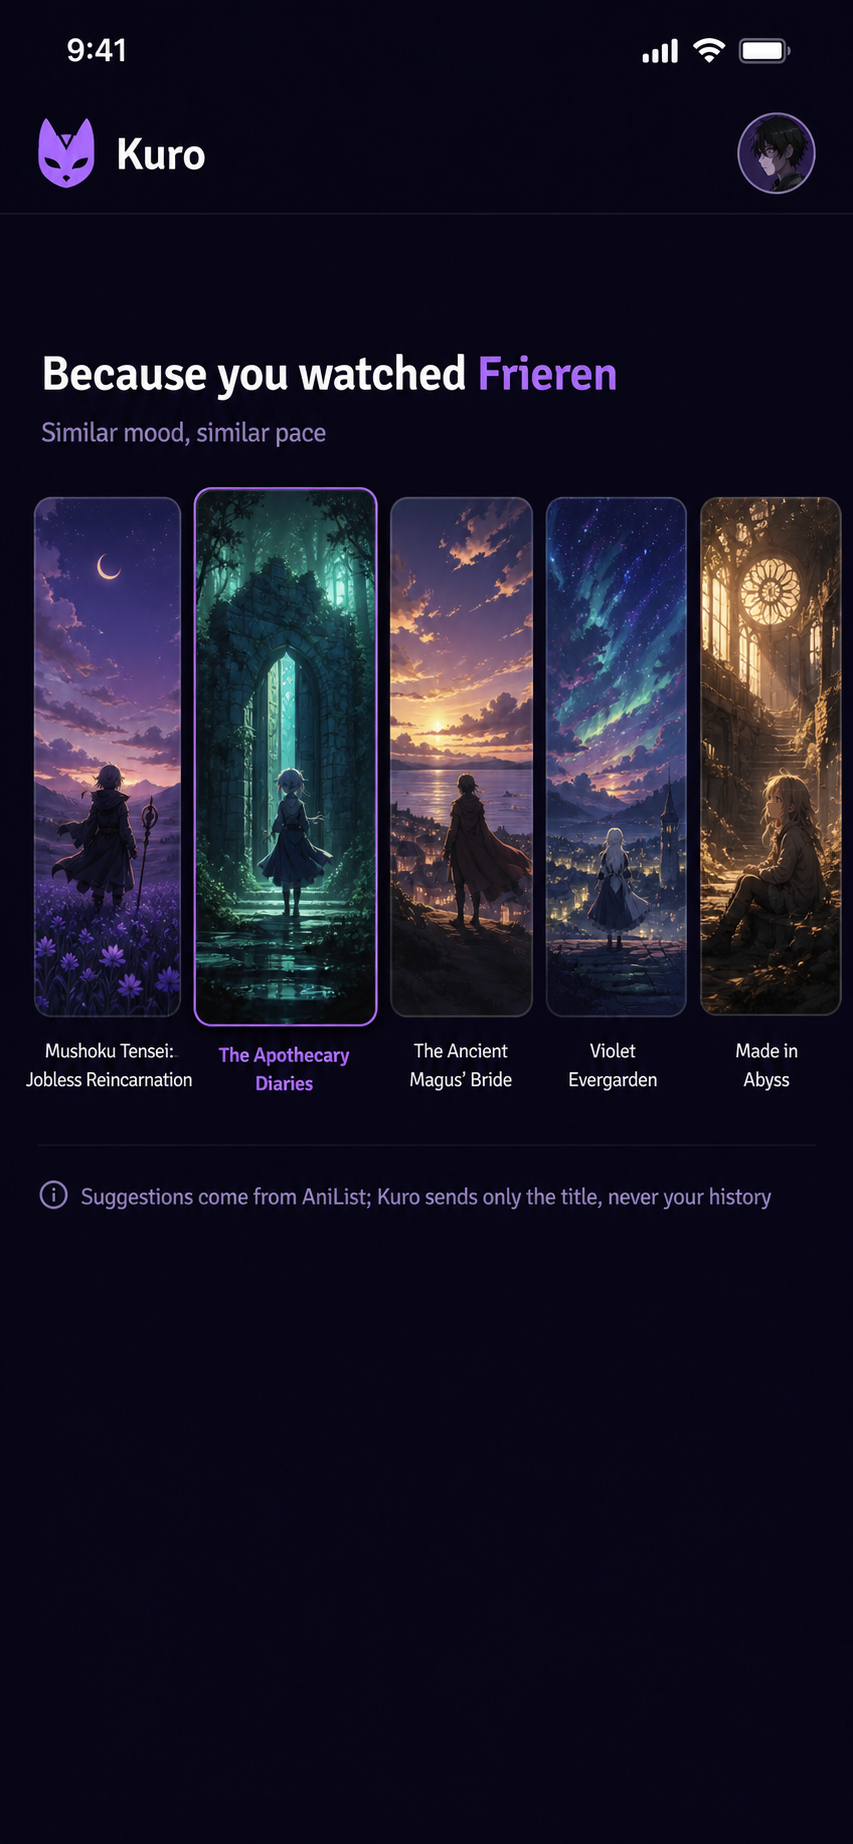 9:41
Kuro
Because you watched Frieren
Similar mood, similar pace
Mushoku Tensei:
Jobless Reincarnation
The Apothecary
Diaries
The Ancient
Magus’ Bride
Violet
Evergarden
Made in
Abyss
Suggestions come from AniList; Kuro sends only the title, never your history